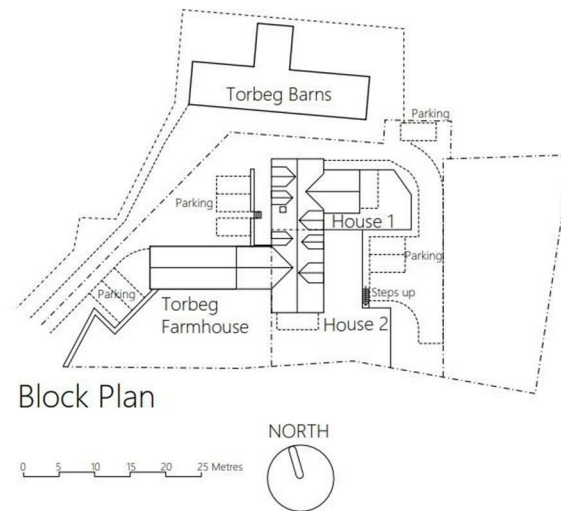 Torbeg Barns
Parking
Parking
House 1
Parking
Steps up
Parking
Torbeg
Farmhouse
House 2
Block Plan
NORTH
0 5 10 15 20 25 Metres